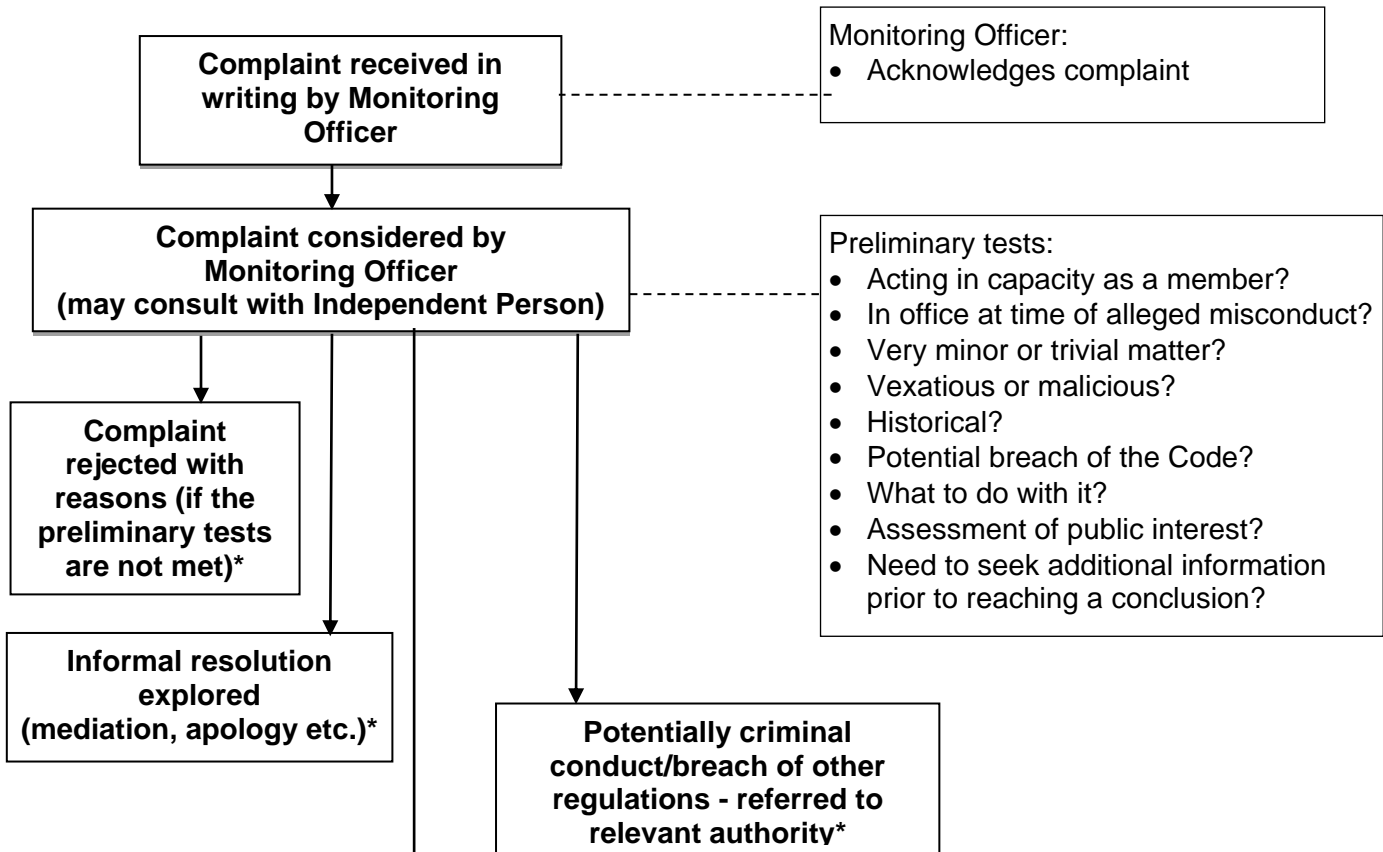 Complaint received in
writing by Monitoring
Officer
Monitoring Officer:
• Acknowledges complaint
Complaint considered by
Monitoring Officer
(may consult with Independent Person)
Preliminary tests:
• Acting in capacity as a member?
• In office at time of alleged misconduct?
• Very minor or trivial matter?
• Vexatious or malicious?
• Historical?
• Potential breach of the Code?
• What to do with it?
• Assessment of public interest?
• Need to seek additional information
prior to reaching a conclusion?
Complaint
rejected with
reasons (if the
preliminary tests
are not met)*
Informal resolution
explored
(mediation, apology etc.)*
Potentially criminal
conduct/breach of other
regulations - referred to
relevant authority*